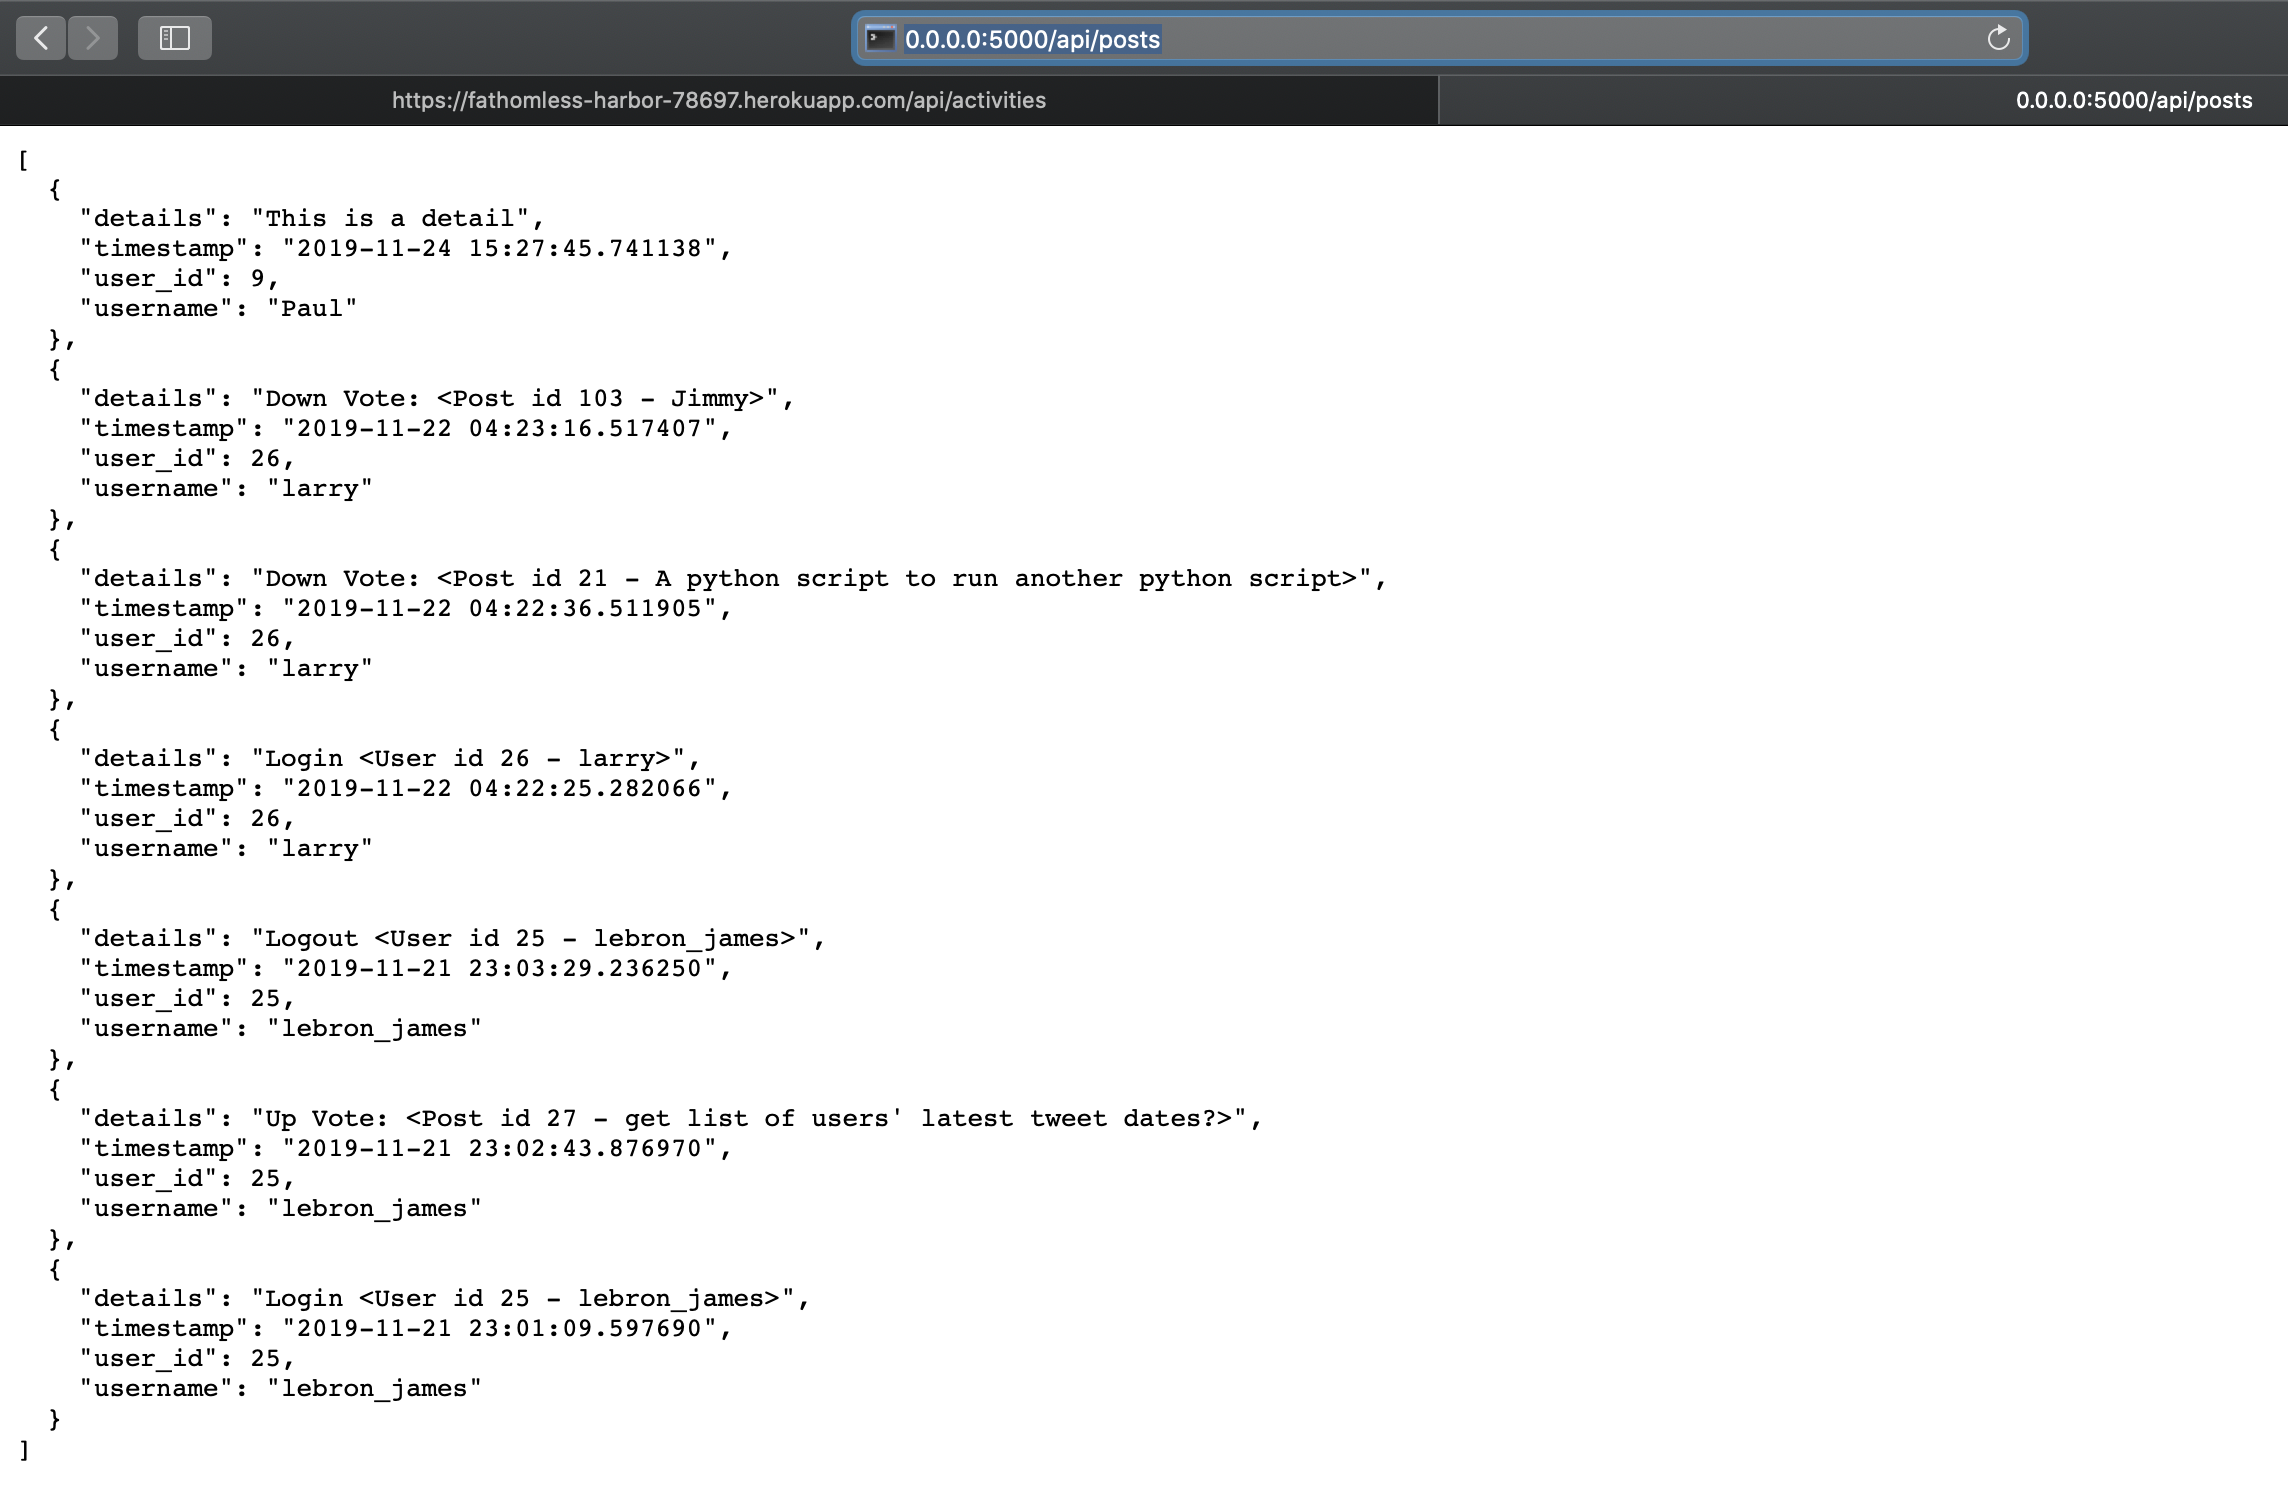 0.0.0.0:5000/api/posts
https://fathomless-harbor-78697.herokuapp.com/api/activities
0.0.0.0:5000/api/posts
[
  {
    "details": "This is a detail",
    "timestamp": "2019-11-24 15:27:45.741138",
    "user_id": 9,
    "username": "Paul"
  },
  {
    "details": "Down Vote: <Post id 103 - Jimmy>",
    "timestamp": "2019-11-22 04:23:16.517407",
    "user_id": 26,
    "username": "larry"
  },
  {
    "details": "Down Vote: <Post id 21 - A python script to run another python script>",
    "timestamp": "2019-11-22 04:22:36.511905",
    "user_id": 26,
    "username": "larry"
  },
  {
    "details": "Login <User id 26 - larry>",
    "timestamp": "2019-11-22 04:22:25.282066",
    "user_id": 26,
    "username": "larry"
  },
  {
    "details": "Logout <User id 25 - lebron_james>",
    "timestamp": "2019-11-21 23:03:29.236250",
    "user_id": 25,
    "username": "lebron_james"
  },
  {
    "details": "Up Vote: <Post id 27 - get list of users' latest tweet dates?>",
    "timestamp": "2019-11-21 23:02:43.876970",
    "user_id": 25,
    "username": "lebron_james"
  },
  {
    "details": "Login <User id 25 - lebron_james>",
    "timestamp": "2019-11-21 23:01:09.597690",
    "user_id": 25,
    "username": "lebron_james"
  }
]